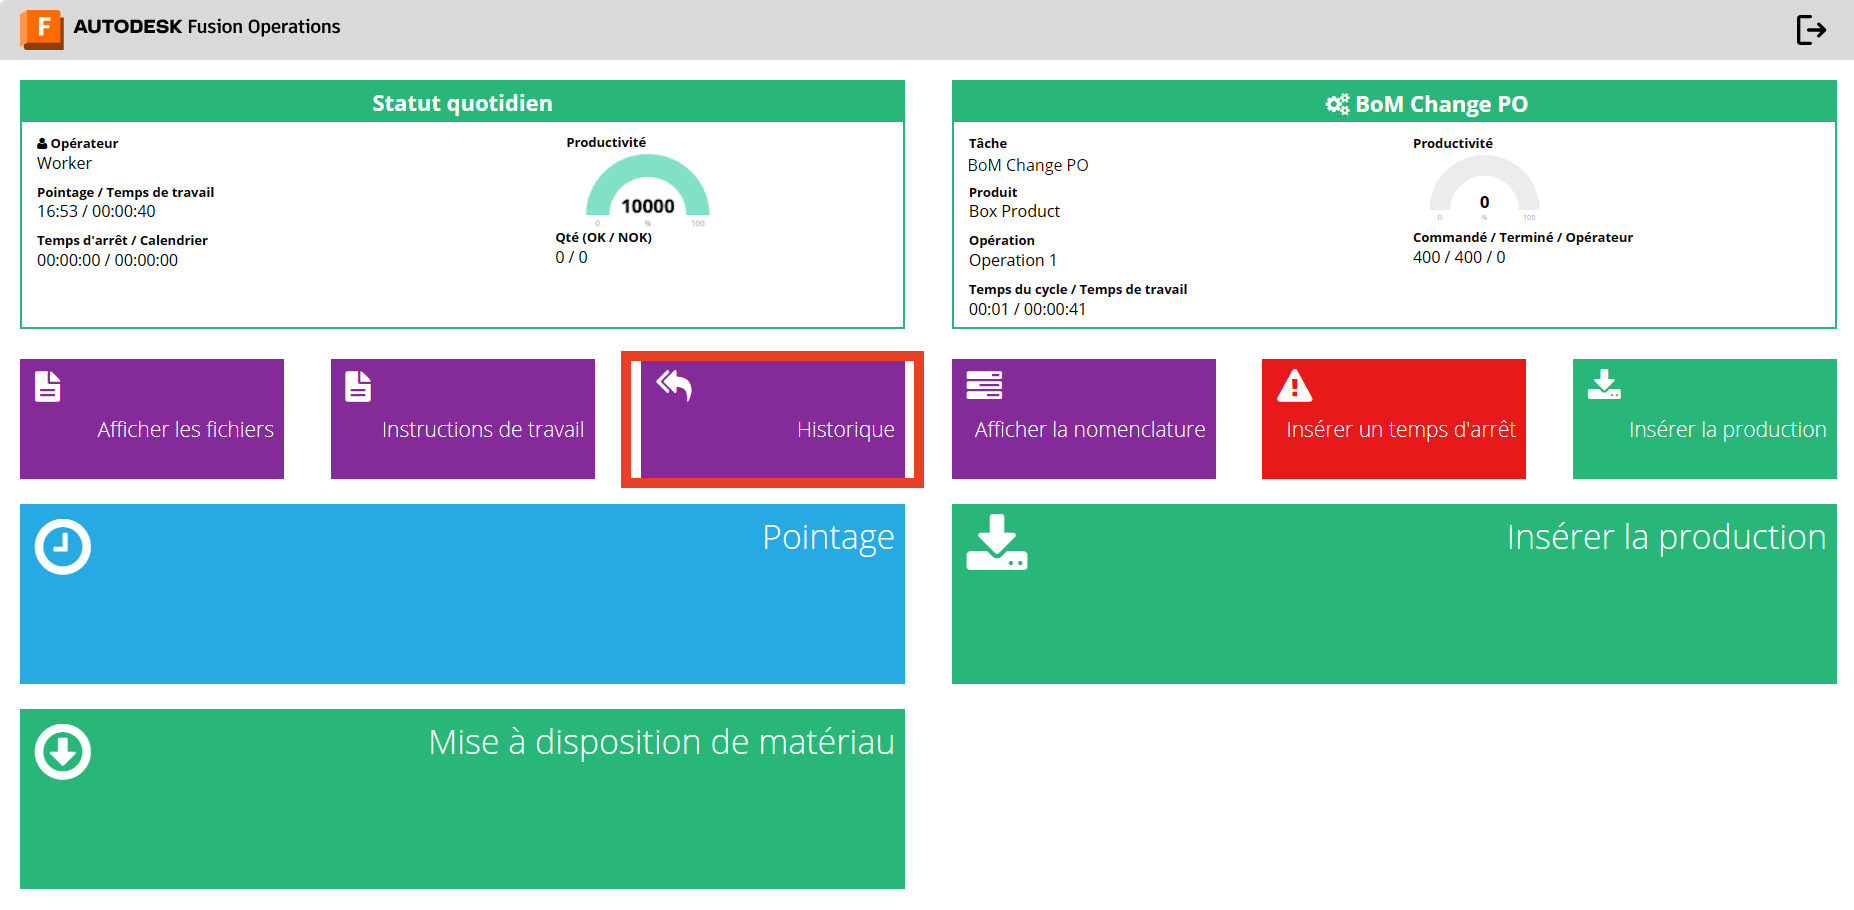 F AUTODESK Fusion Operations
Statut quotidien
Opérateur
Worker
Pointage / Temps de travail
16:53 / 00:00:40
Temps d'arrêt / Calendrier
00:00:00 / 00:00:00
Productivité
10000
0 % 100
Qté (OK / NOK)
0 / 0
BoM Change PO
Tâche
BoM Change PO
Produit
Box Product
Opération
Operation 1
Temps du cycle / Temps de travail
00:01 / 00:00:41
Productivité
0
0 % 100
Commandé / Terminé / Opérateur
400 / 400 / 0
Afficher les fichiers
Instructions de travail
Historique
Afficher la nomenclature
Insérer un temps d'arrêt
Insérer la production
Pointage
Insérer la production
Mise à disposition de matériau